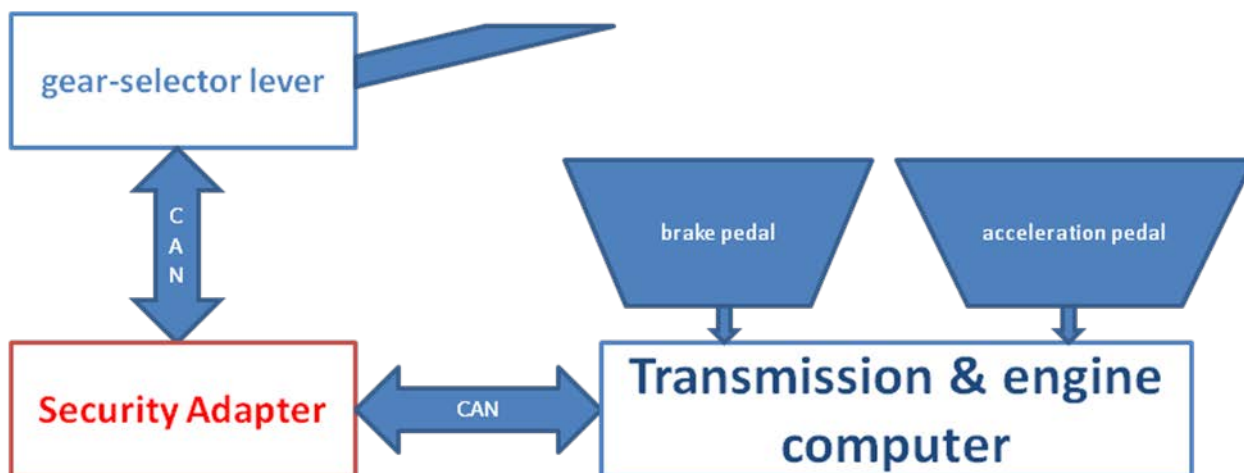 gear-selector lever
C
A
N
brake pedal
acceleration pedal
Security Adapter
CAN
Transmission & engine
computer